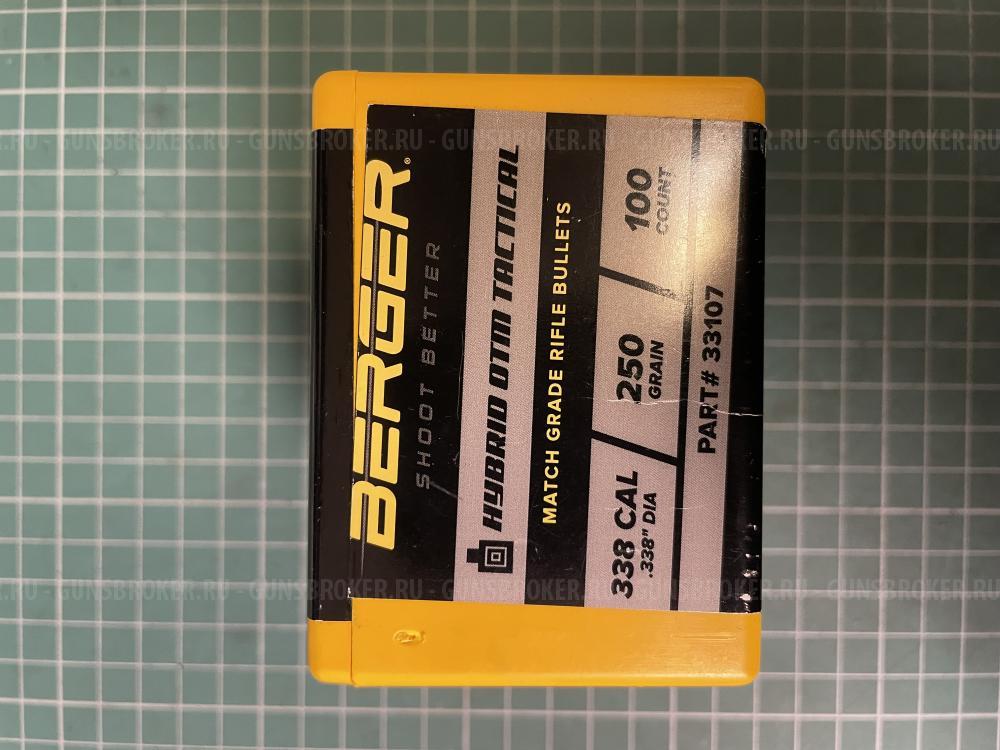 BERGER®
SHOOT BETTER
HYBRID OTM TACTICAL
MATCH GRADE RIFLE BULLETS
338 CAL
.338" DIA
250
GRAIN
100
COUNT
PART# 33107
GUNSBROKER.RU - GUNSBROKER.RU - GUNSBROKER.RU - GUNSBROKER.RU - GUNSBROKER.RU
GUNSBROKER.RU - GUNSBROKER.RU - GUNSBROKER.RU - GUNSBROKER.RU - GUNSBROKER.RU